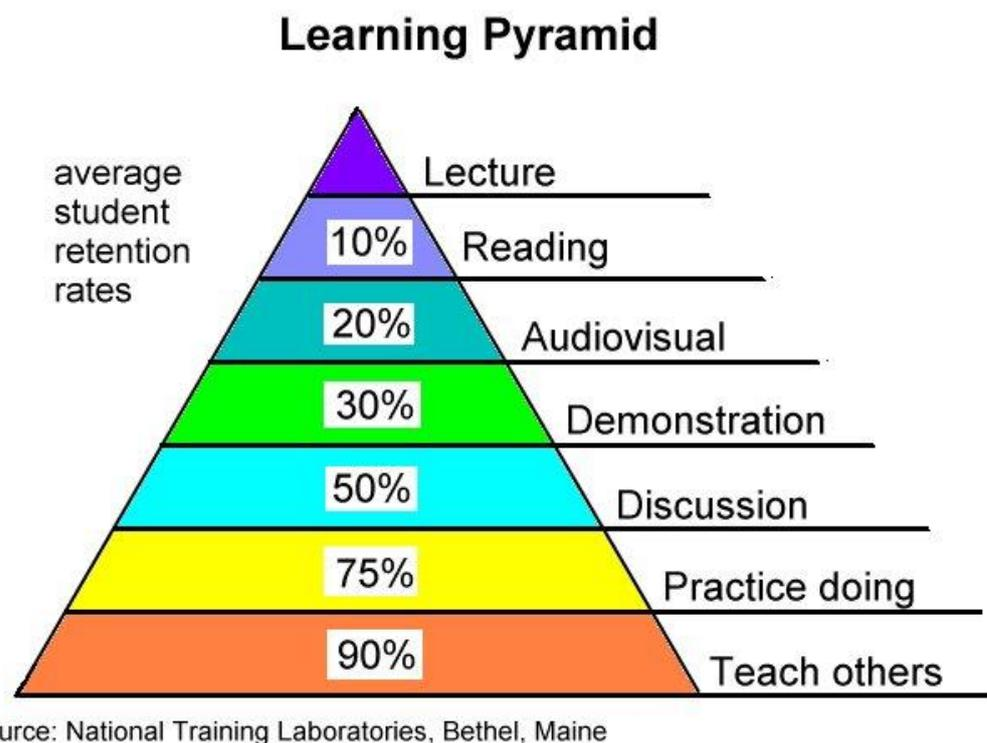 Learning Pyramid
average
student
retention
rates
Lecture
10% Reading
20% Audiovisual
30% Demonstration
50% Discussion
75% Practice doing
90% Teach others
urce: National Training Laboratories, Bethel, Maine